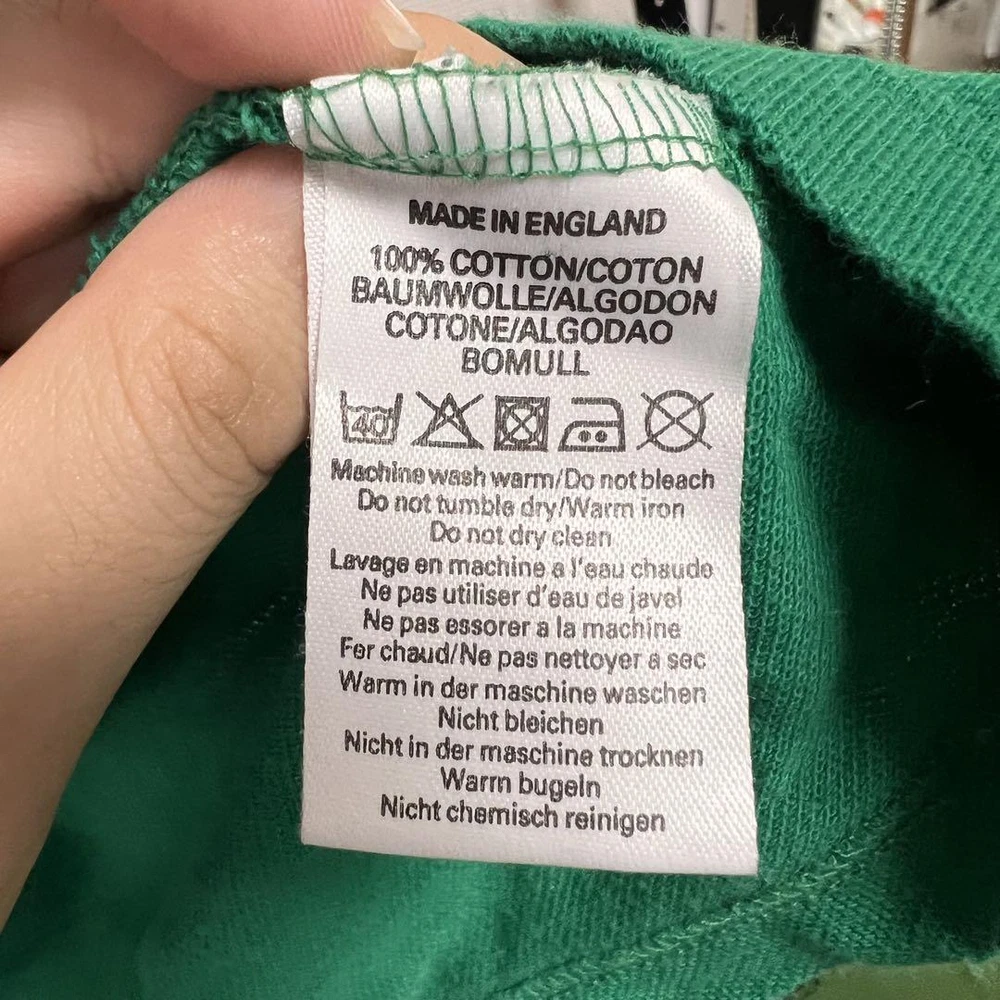 MADE IN ENGLAND
100% COTTON/COTON
BAUMWOLLE/ALGODON
COTONE/ALGODAO
BOMULL
40
Machine wash warm/Do not bleach
Do not tumble dry/Warm iron
Do not dry clean
Lavage en machine a l'eau chaude
Ne pas utiliser d'eau de javel
Ne pas essorer a la machine
Fer chaud/Ne pas nettoyer a sec
Warm in der maschine waschen
Nicht bleichen
Nicht in der maschine trocknen
Warm bugeln
Nicht chemisch reinigen